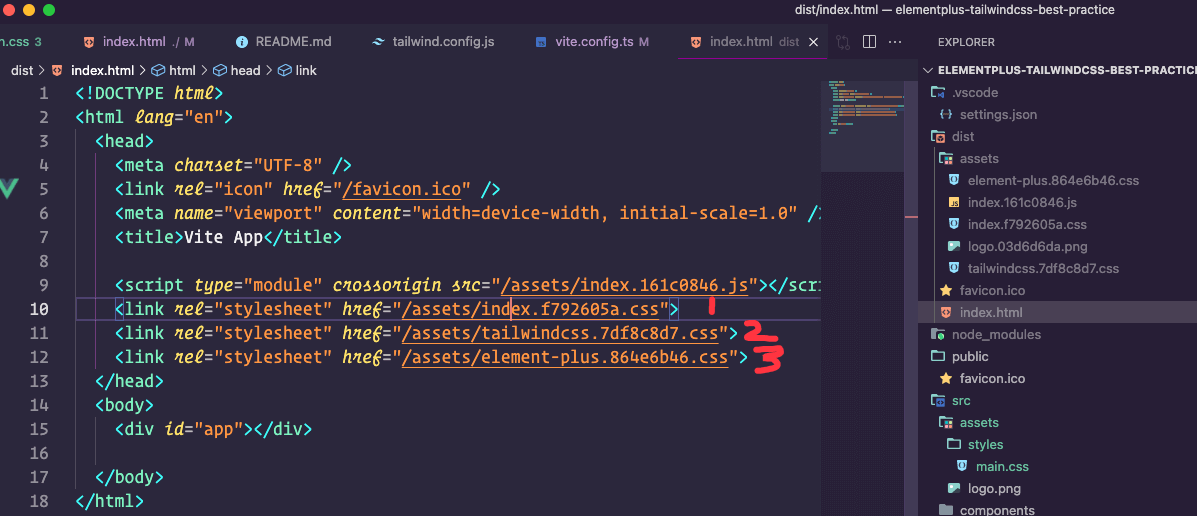 dist/index.html — elementplus-tailwindcss-best-practice
n.css 3
index.html ./ M
README.md
tailwind.config.js
vite.config.ts M
index.html dist
EXPLORER
dist > index.html > html > head > link
ELEMENTPLUS-TAILWINDCSS-BEST-PRACTICE
1 <!DOCTYPE html>
2 <html lang="en">
3 <head>
4 <meta charset="UTF-8" />
5 <link rel="icon" href="/favicon.ico" />
6 <meta name="viewport" content="width=device-width, initial-scale=1.0" />
7 <title>Vite App</title>
8
9 <script type="module" crossorigin src="/assets/index.161c0846.js"></scri
10 <link rel="stylesheet" href="/assets/index.f792605a.css"> 1
11 <link rel="stylesheet" href="/assets/tailwindcss.7df8c8d7.css"> 2
12 <link rel="stylesheet" href="/assets/element-plus.864e6b46.css"> 3
13 </head>
14 <body>
15 <div id="app"></div>
16
17 </body>
18 </html>
.vscode
settings.json
dist
assets
element-plus.864e6b46.css
index.161c0846.js
index.f792605a.css
logo.03d6d6da.png
tailwindcss.7df8c8d7.css
favicon.ico
index.html
node_modules
public
favicon.ico
src
assets
styles
main.css
logo.png
components